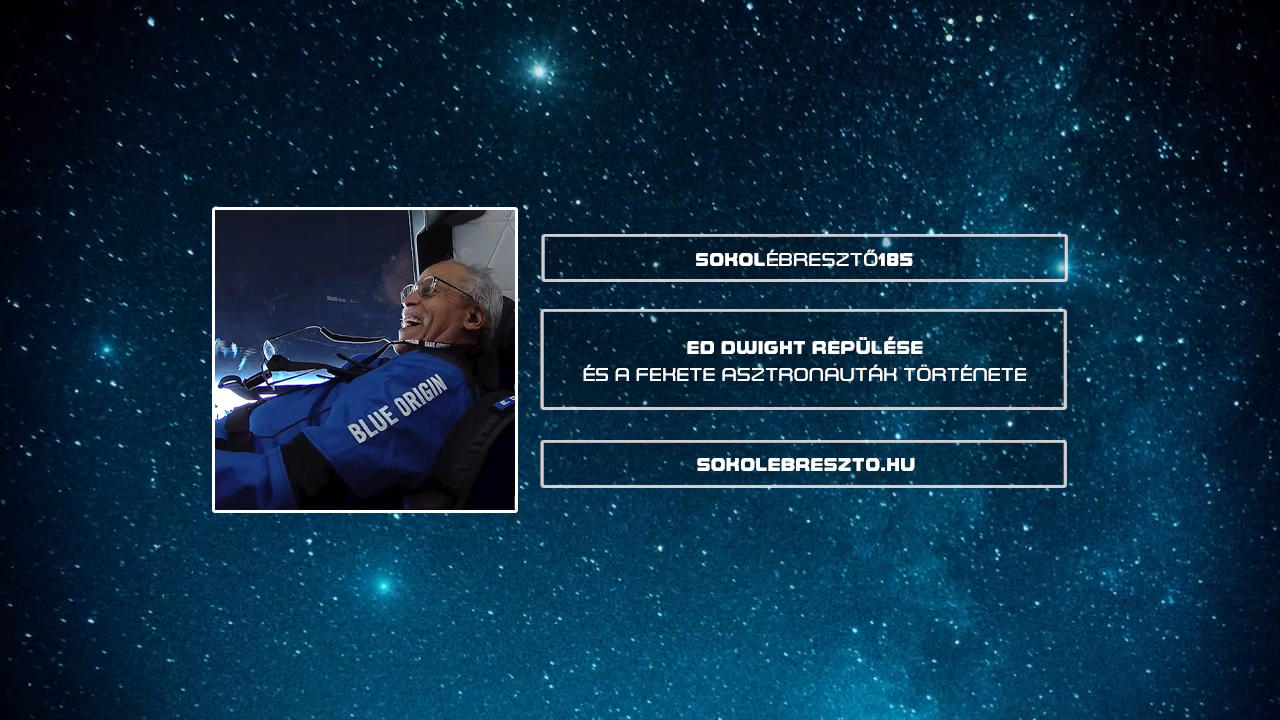 BLUE ORIGIN
SOKOLÉBRESZTŐ185
ED DWIGHT REPÜLÉSE
ÉS A FEKETE ASZTRONAUTÁK TÖRTÉNETE
SOKOLEBRESZTO.HU